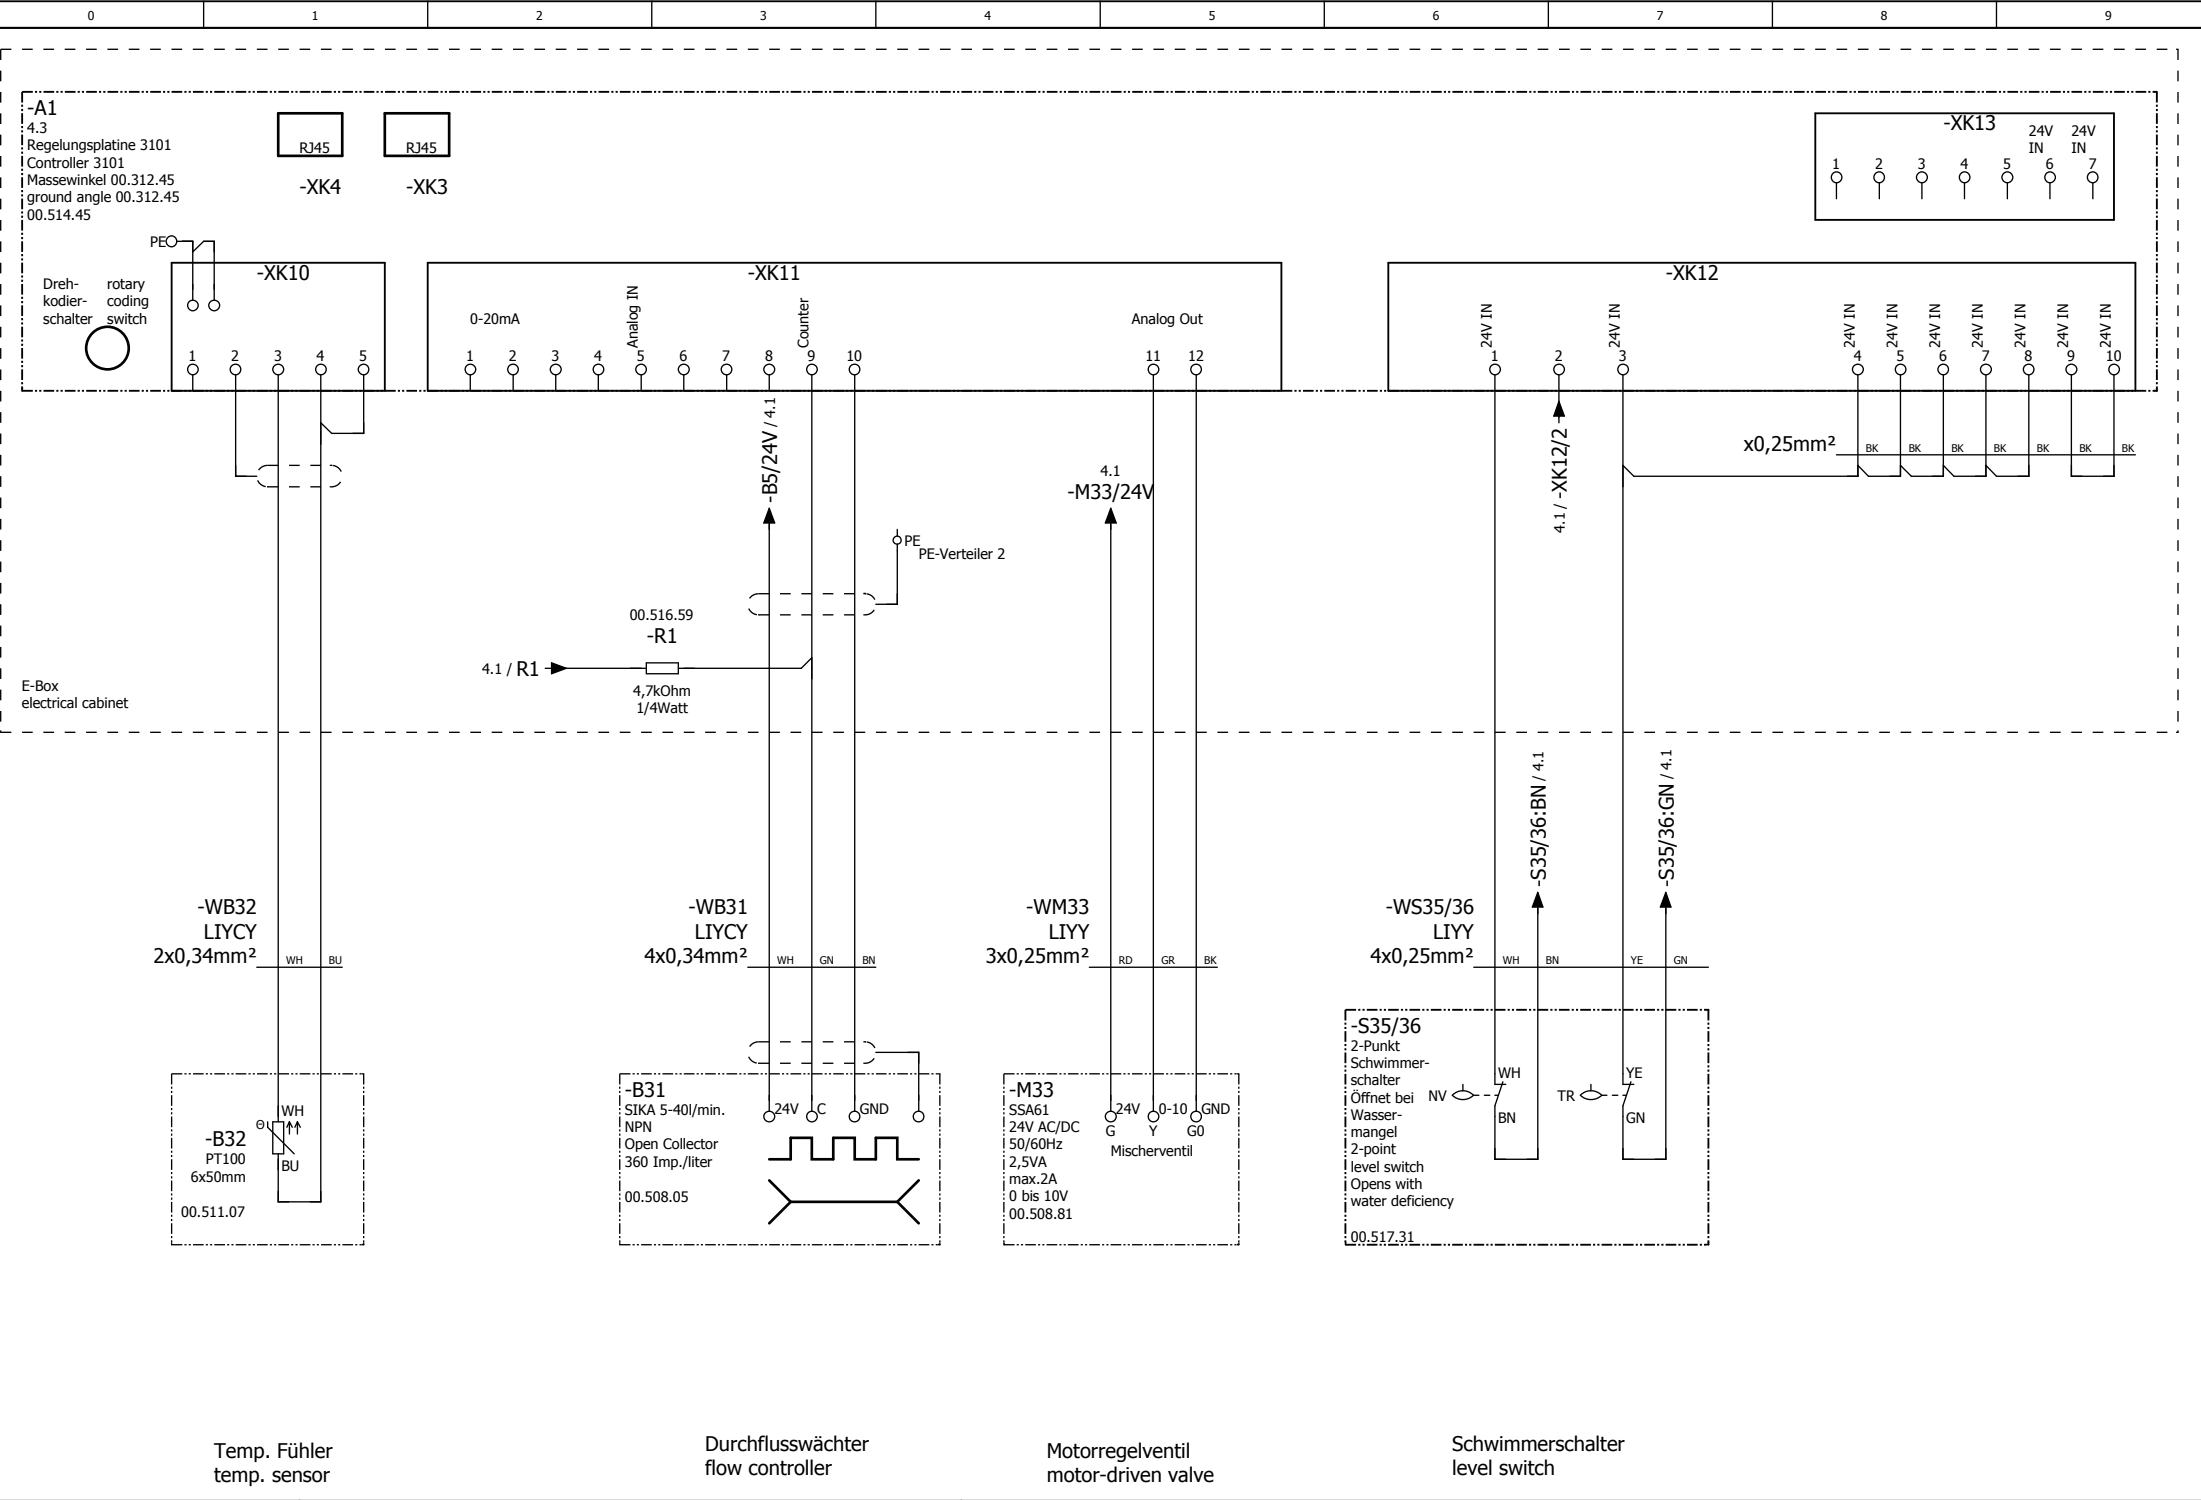 0 1 2 3 4 5 6 7 8 9
-A1
4.3
Regelungsplatine 3101
Controller 3101
Massewinkel 00.312.45
ground angle 00.312.45
00.514.45
RJ45
-XK4
RJ45
-XK3
-XK13
24V IN
24V IN
1 2 3 4 5 6 7
PE
Dreh-
kodier-
schalter
rotary
coding
switch
-XK10
1 2 3 4 5
-XK11
0-20mA
Analog IN
Counter
Analog Out
1 2 3 4 5 6 7 8 9 10 11 12
-XK12
24V IN
24V IN
24V IN
24V IN
24V IN
24V IN
24V IN
24V IN
24V IN
1 2 3 4 5 6 7 8 9 10
-B5/24V / 4.1
4.1
-M33/24V
4.1 / -XK12/2
x0,25mm²
BK BK BK BK BK BK BK
PE
PE-Verteiler 2
00.516.59
-R1
4.1 / R1
4,7kOhm
1/4Watt
E-Box
electrical cabinet
-S35/36:BN / 4.1
-S35/36:GN / 4.1
-WB32
LIYCY
2x0,34mm²
WH BU
-WB31
LIYCY
4x0,34mm²
WH GN BN
-WM33
LIYY
3x0,25mm²
RD GR BK
-WS35/36
LIYY
4x0,25mm²
WH BN YE GN
-B32
PT100
6x50mm
00.511.07
Θ
WH
BU
-B31
SIKA 5-40l/min.
NPN
Open Collector
360 Imp./liter
00.508.05
24V C GND
-M33
SSA61
24V AC/DC
50/60Hz
2,5VA
max.2A
0 bis 10V
00.508.81
24V 0-10 GND
G Y G0
Mischerventil
-S35/36
2-Punkt
Schwimmer-
schalter
Öffnet bei
Wasser-
mangel
2-point
level switch
Opens with
water deficiency
00.517.31
NV
WH
BN
TR
YE
GN
Temp. Fühler
temp. sensor
Durchflusswächter
flow controller
Motorregelventil
motor-driven valve
Schwimmerschalter
level switch